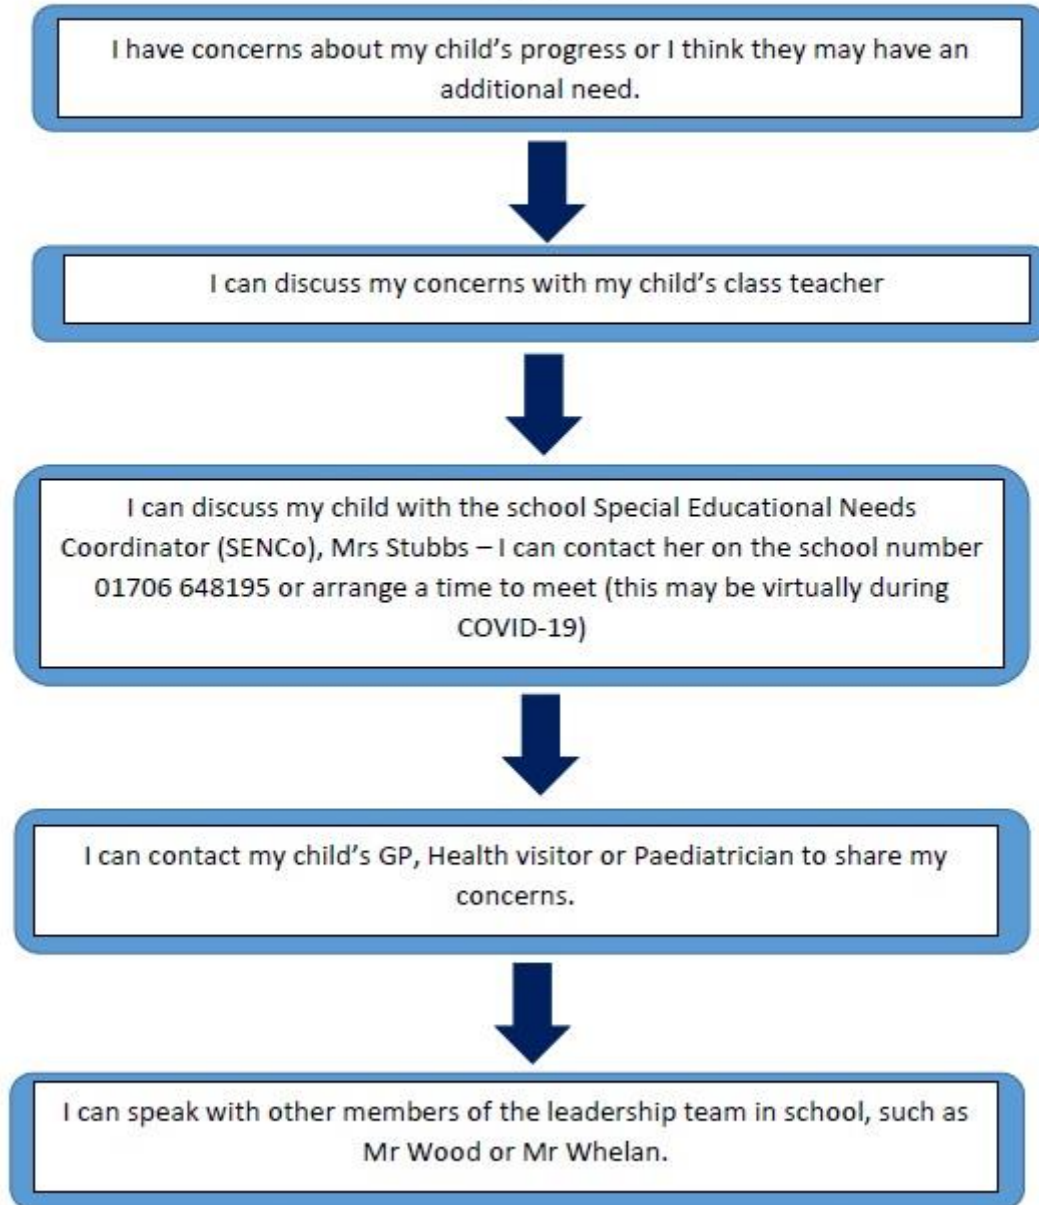 I have concerns about my child’s progress or I think they may have an
additional need.
I can discuss my concerns with my child’s class teacher
I can discuss my child with the school Special Educational Needs
Coordinator (SENCo), Mrs Stubbs – I can contact her on the school number
01706 648195 or arrange a time to meet (this may be virtually during
COVID-19)
I can contact my child’s GP, Health visitor or Paediatrician to share my
concerns.
I can speak with other members of the leadership team in school, such as
Mr Wood or Mr Whelan.